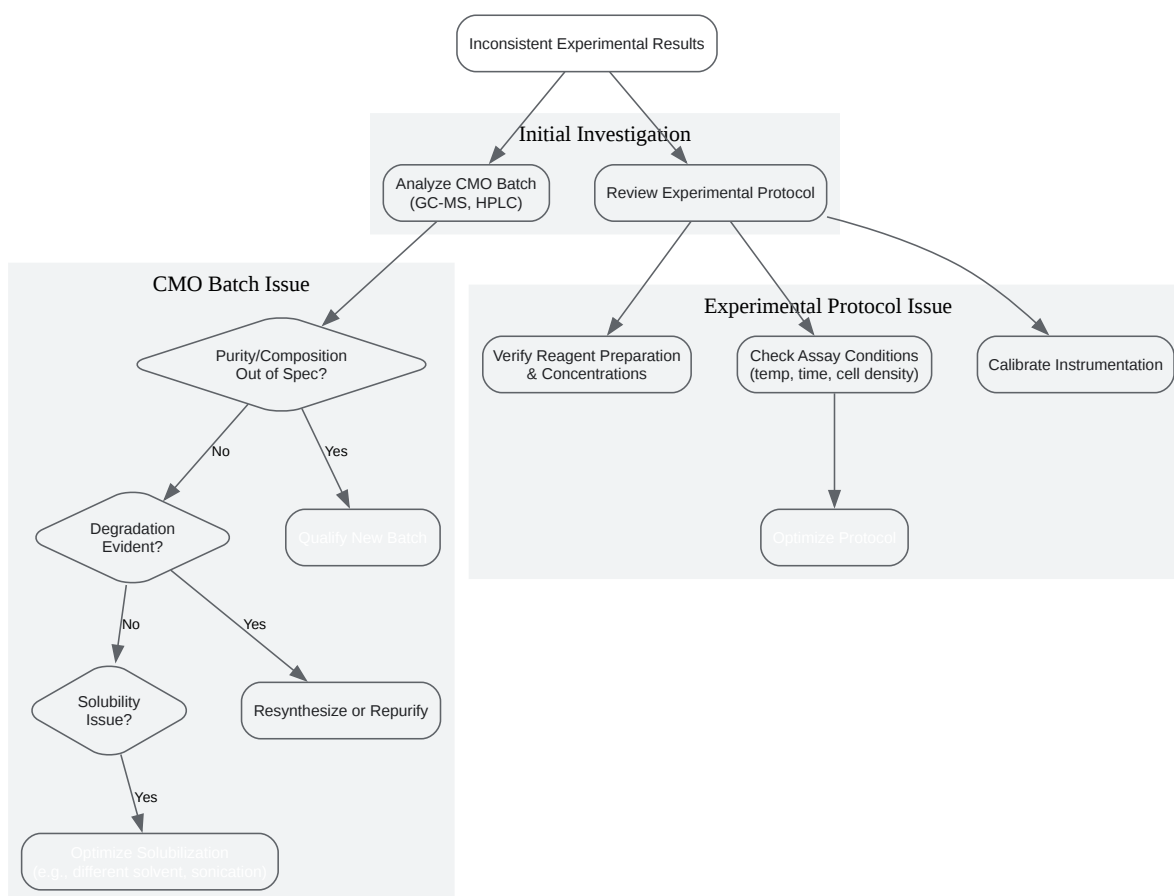 Inconsistent Experimental Results
Initial Investigation
Analyze CMO Batch
(GC-MS, HPLC)
Review Experimental Protocol
CMO Batch Issue
Experimental Protocol Issue
Purity/Composition
Out of Spec?
Verify Reagent Preparation
& Concentrations
Check Assay Conditions
(temp, time, cell density)
Calibrate Instrumentation
No
Yes
Degradation
Evident?
Qualify New Batch
Optimize Protocol
No
Yes
Solubility
Issue?
Resynthesize or Repurify
Yes
Optimize Solubilization
(e.g., different solvent, sonication)